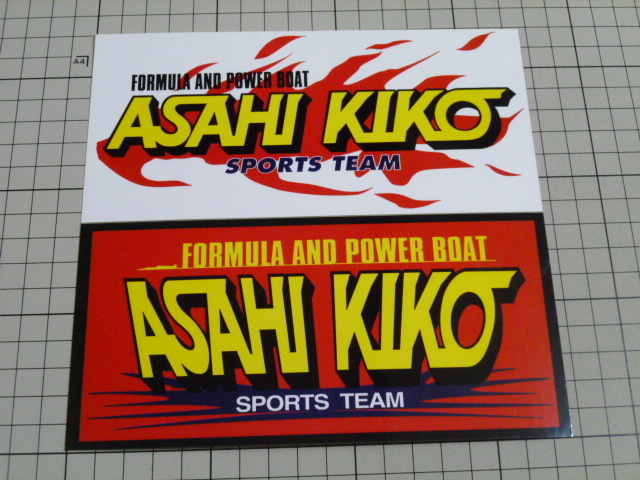 A4
FORMULA AND POWER BOAT
ASAHI KIKO
SPORTS TEAM
FORMULA AND POWER BOAT
ASAHI KIKO
SPORTS TEAM